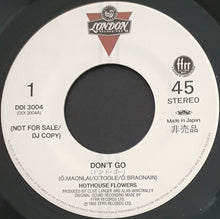 LONDON
ffrr
1
45
STEREO
DDI 3004
(DDI 3004A)
(NOT FOR SALE/
DJ COPY)
Made in Japan
非売品
DON'T GO
(ドント・ゴー)
(Ó.MAONLAI/O'TOOLE/Ó.BRAONAIN)
HOTHOUSE FLOWERS
PRODUCED BY CLIVE LANGER AND ALAN WINSTANLEY
ORIGINAL SOUND RECORDING MADE BY
FFRR RECORDS LTD.
℗ 1988 FFRR RECORDS LTD.